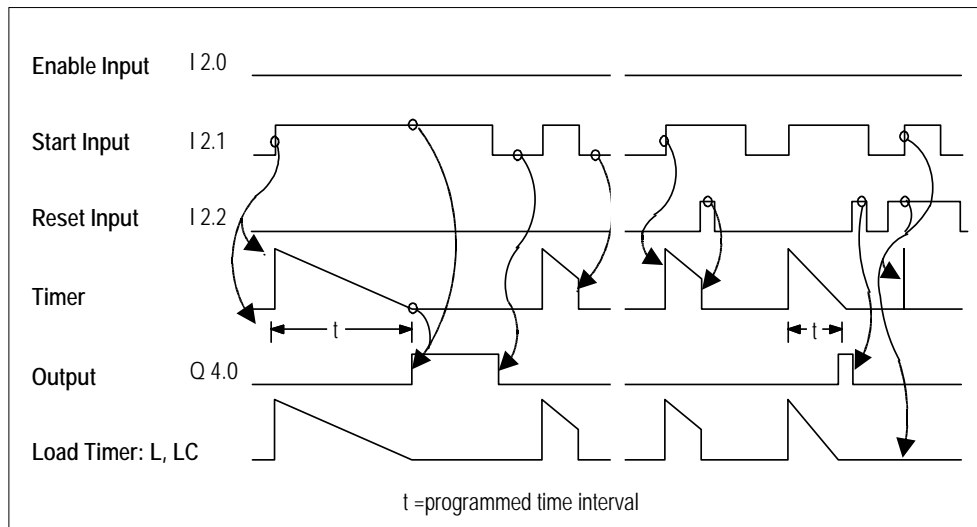 Enable Input I 2.0
Start Input I 2.1
Reset Input I 2.2
Timer
t t
Output Q 4.0
Load Timer: L, LC
t =programmed time interval